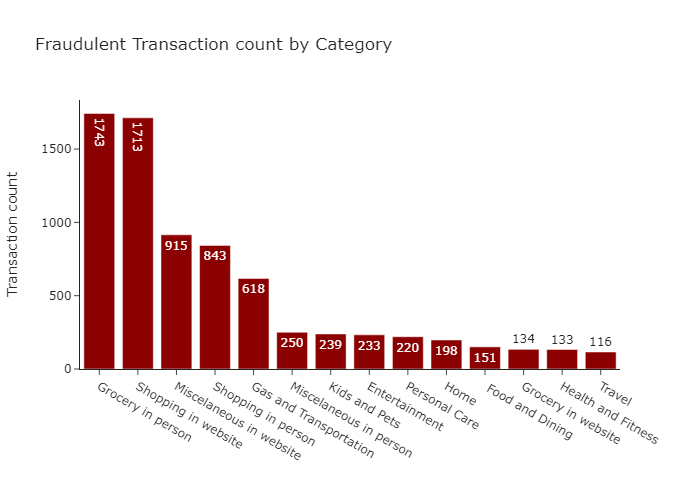 Fraudulent Transaction count by Category
Transaction count
1500
1000
500
0
1743
1713
915
843
618
250
239
233
220
198
151
134
133
116
Grocery in person
Shopping in website
Miscelaneous in website
Shopping in person
Gas and Transportation
Miscellaneous in person
Kids and Pets
Entertainment
Personal Care
Home
Food and Dining
Grocery in website
Health and Fitness
Travel